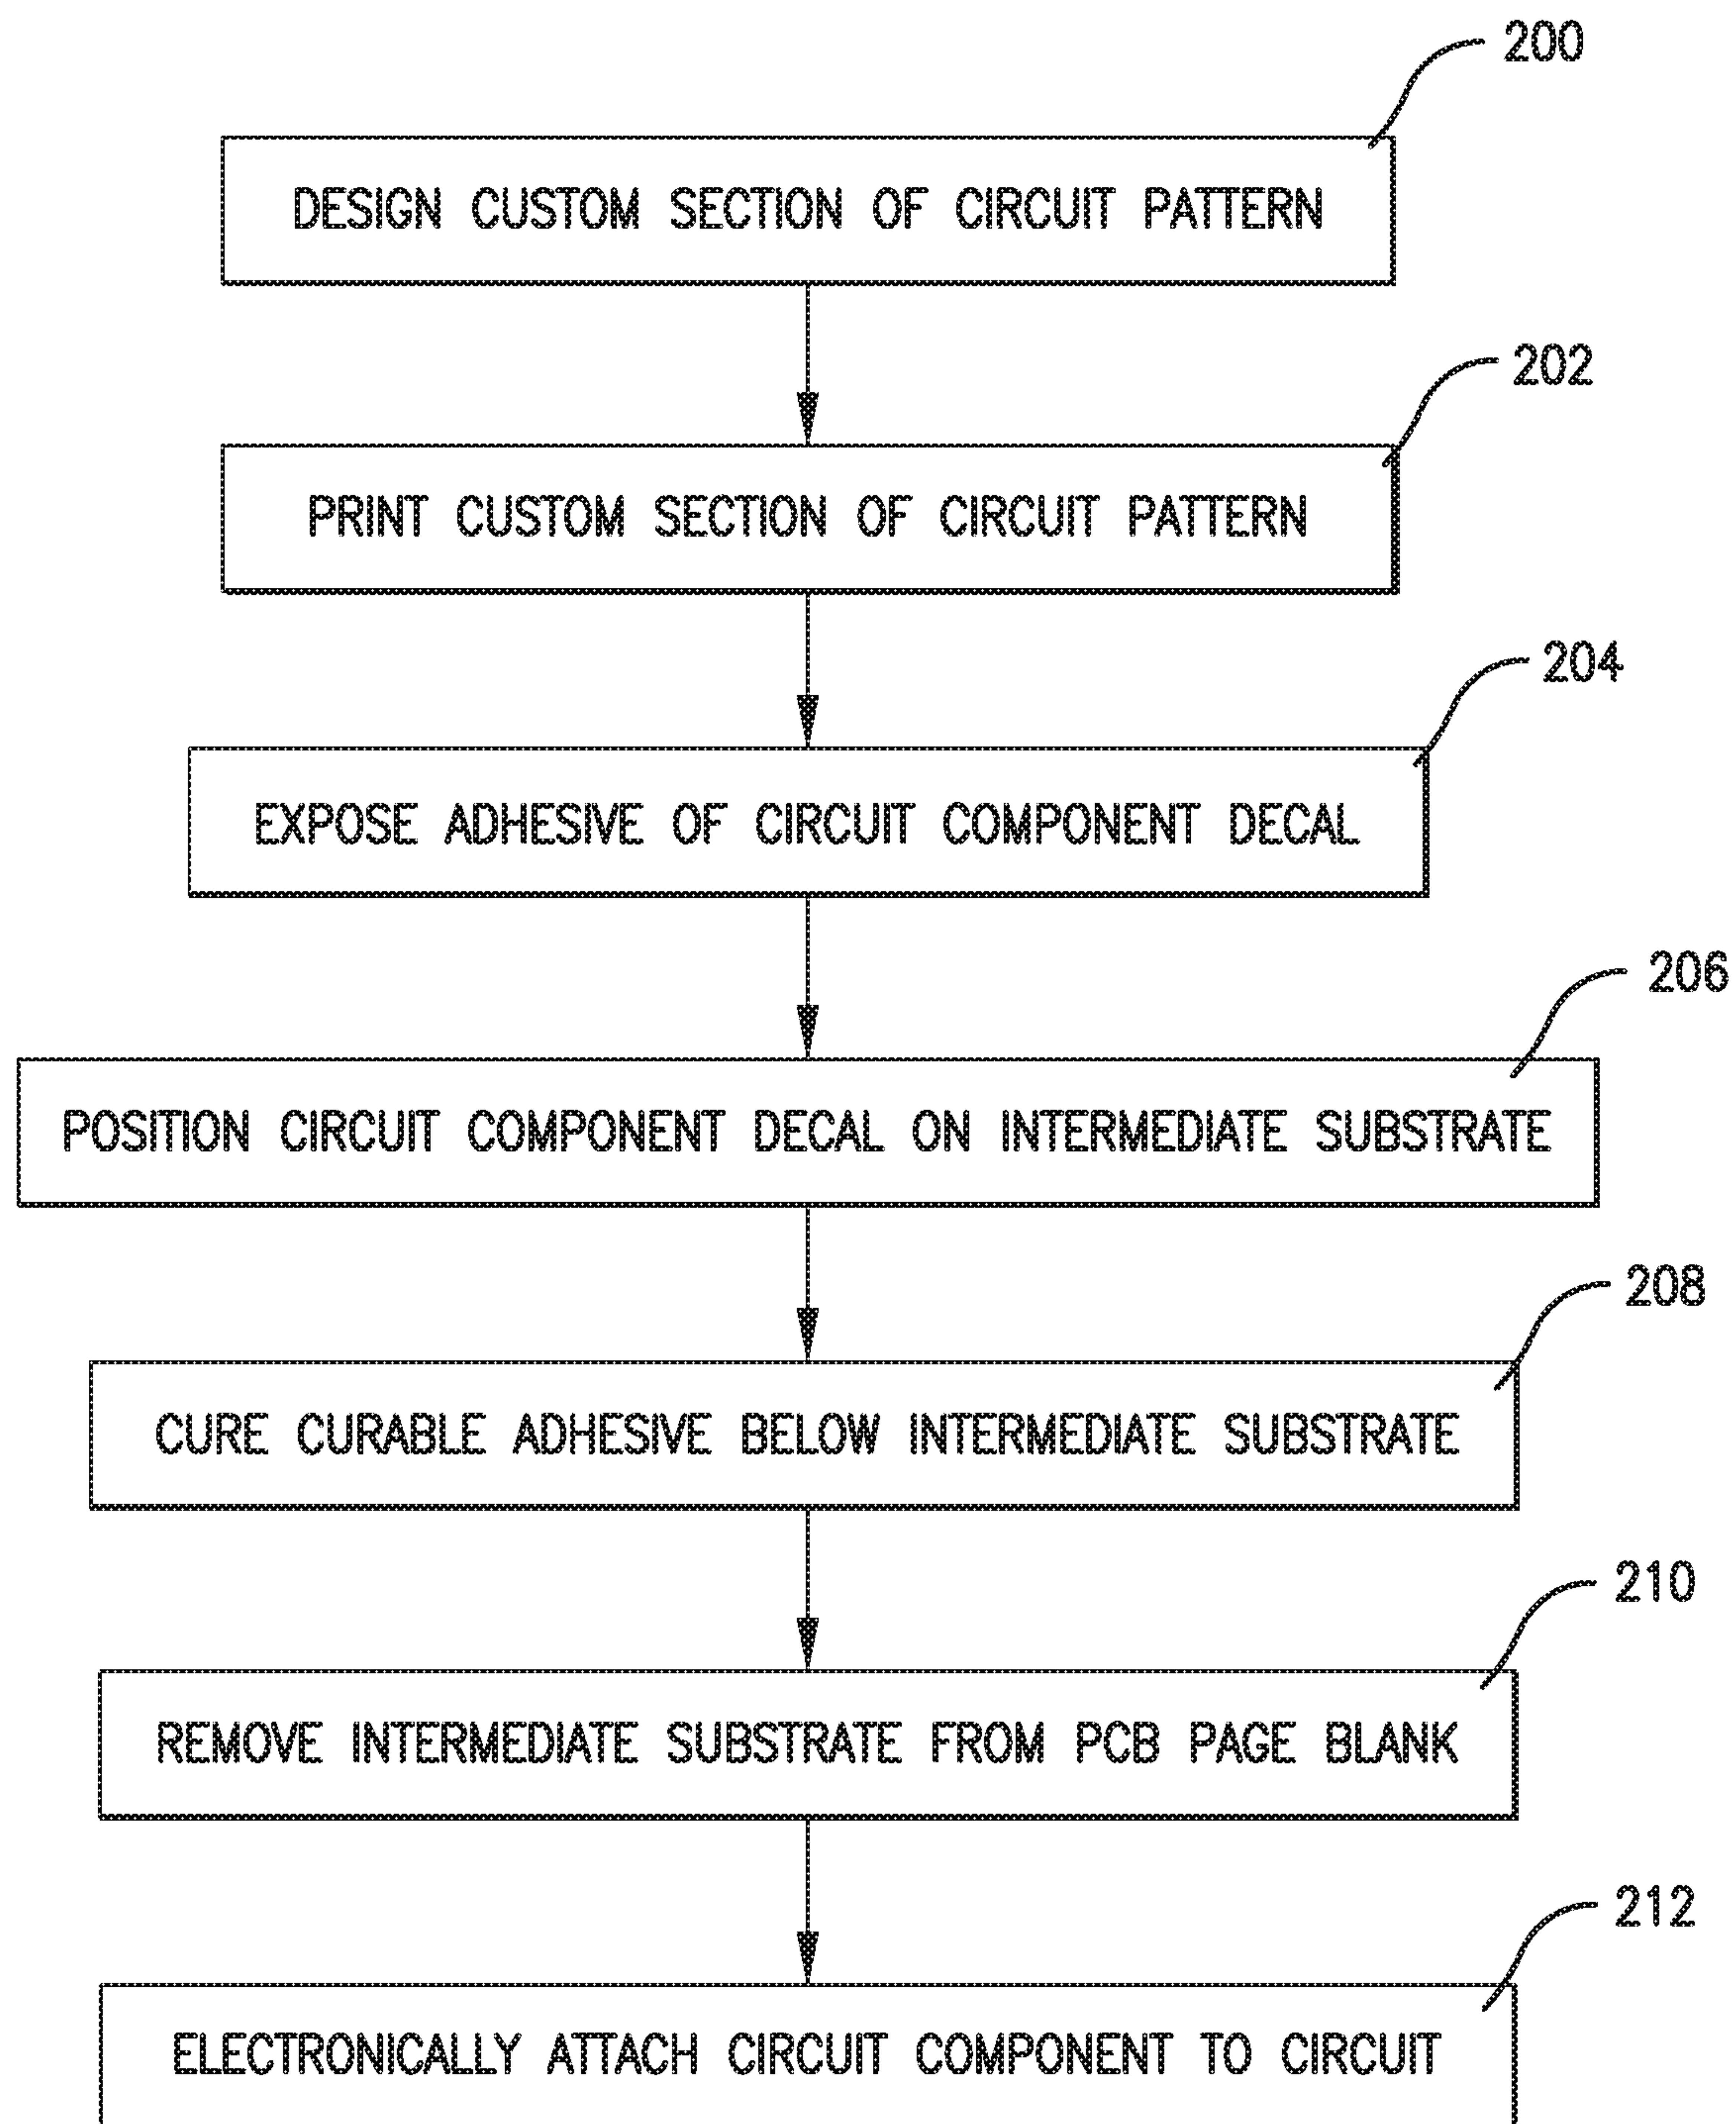 200
DESIGN CUSTOM SECTION OF CIRCUIT PATTERN
202
PRINT CUSTOM SECTION OF CIRCUIT PATTERN
204
EXPOSE ADHESIVE OF CIRCUIT COMPONENT DECAL
206
POSITION CIRCUIT COMPONENT DECAL ON INTERMEDIATE SUBSTRATE
208
CURE CURABLE ADHESIVE BELOW INTERMEDIATE SUBSTRATE
210
REMOVE INTERMEDIATE SUBSTRATE FROM PCB PAGE BLANK
212
ELECTRONICALLY ATTACH CIRCUIT COMPONENT TO CIRCUIT